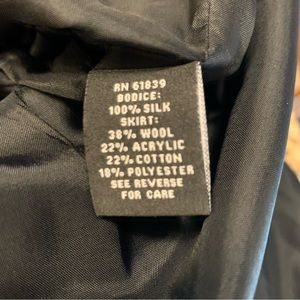 RN 61839
BODICE:
100% SILK
SKIRT:
38% WOOL
22% ACRYLIC
22% COTTON
18% POLYESTER
SEE REVERSE
FOR CARE